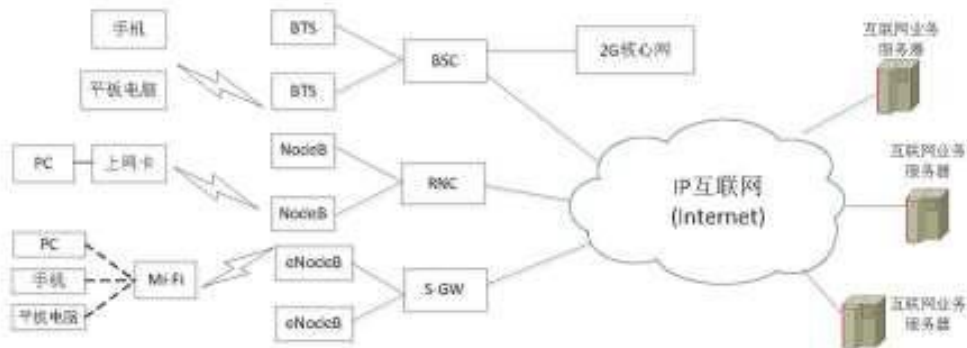 手机
平板电脑
BTS
BTS
BSC
2G核心网
互联网业务
服务器
PC
上网卡
NodeB
NodeB
RNC
IP互联网
(Internet)
互联网业务
服务器
PC
手机
平板电脑
Mi-Fi
eNodeB
eNodeB
S-GW
互联网业务
服务器